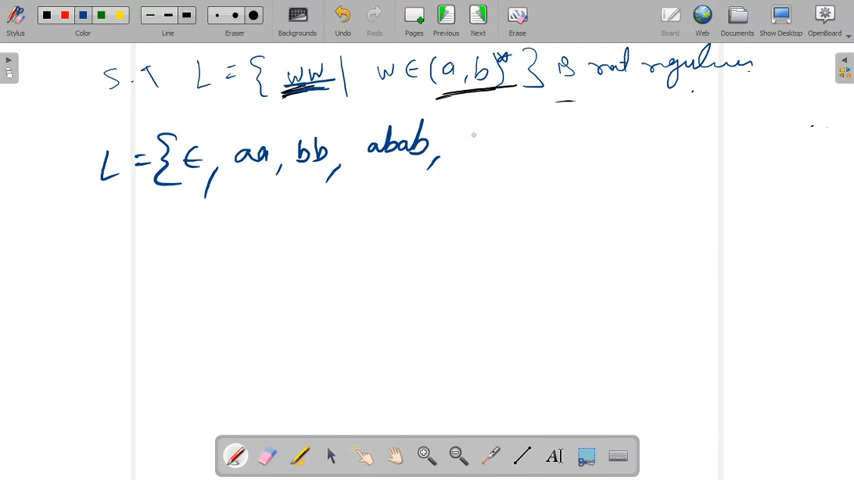 Stylus Color Line Eraser Backgrounds Undo Redo Pages Previous Next Erase Board Web Documents Show Desktop OpenBoard
S.T L = { ww | w ∈ (a,b)* } is not regular.
L = { ∈, aa, bb, abab,